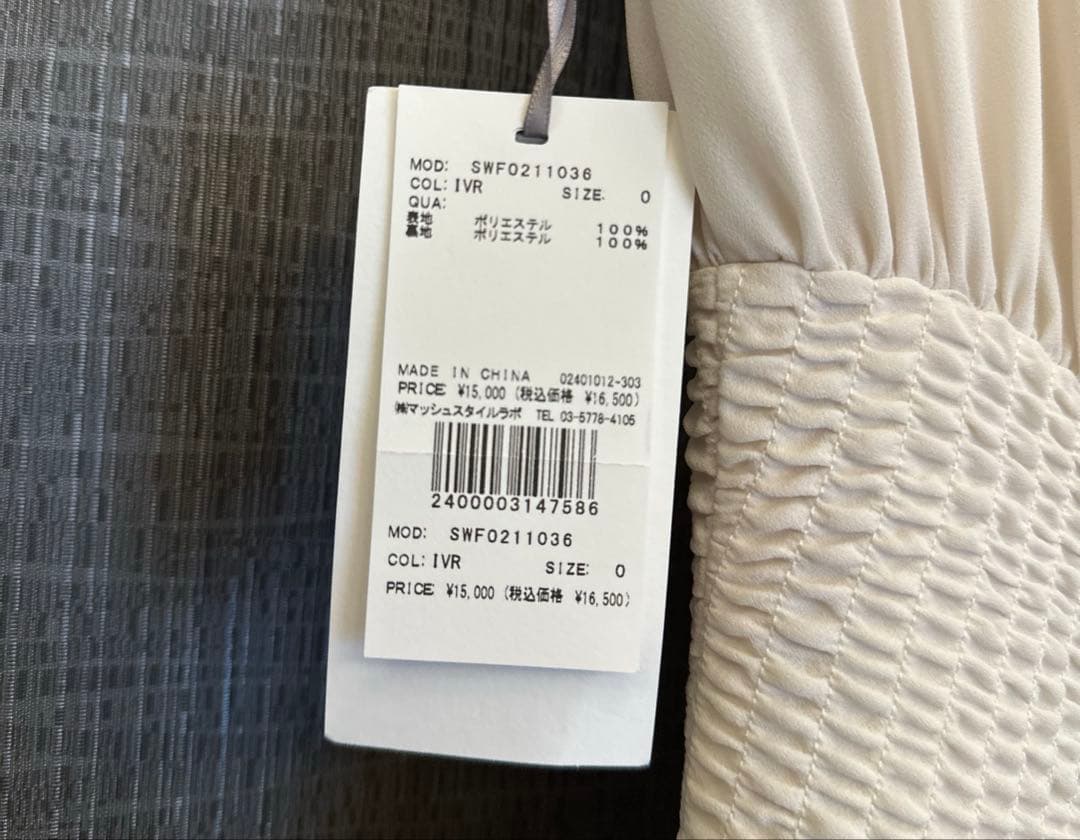 MOD: SWF0211036
COL: IVR SIZE: 0
QUA:
表地 ポリエステル 100%
裏地 ポリエステル 100%
MADE IN CHINA 02401012-303
PRICE ¥15,000 (税込価格 ¥16,500)
㈱マッシュスタイルラボ TEL 03-5778-4105
2400003147586
MOD: SWF0211036
COL: IVR SIZE: 0
PRICE ¥15,000 (税込価格 ¥16,500)